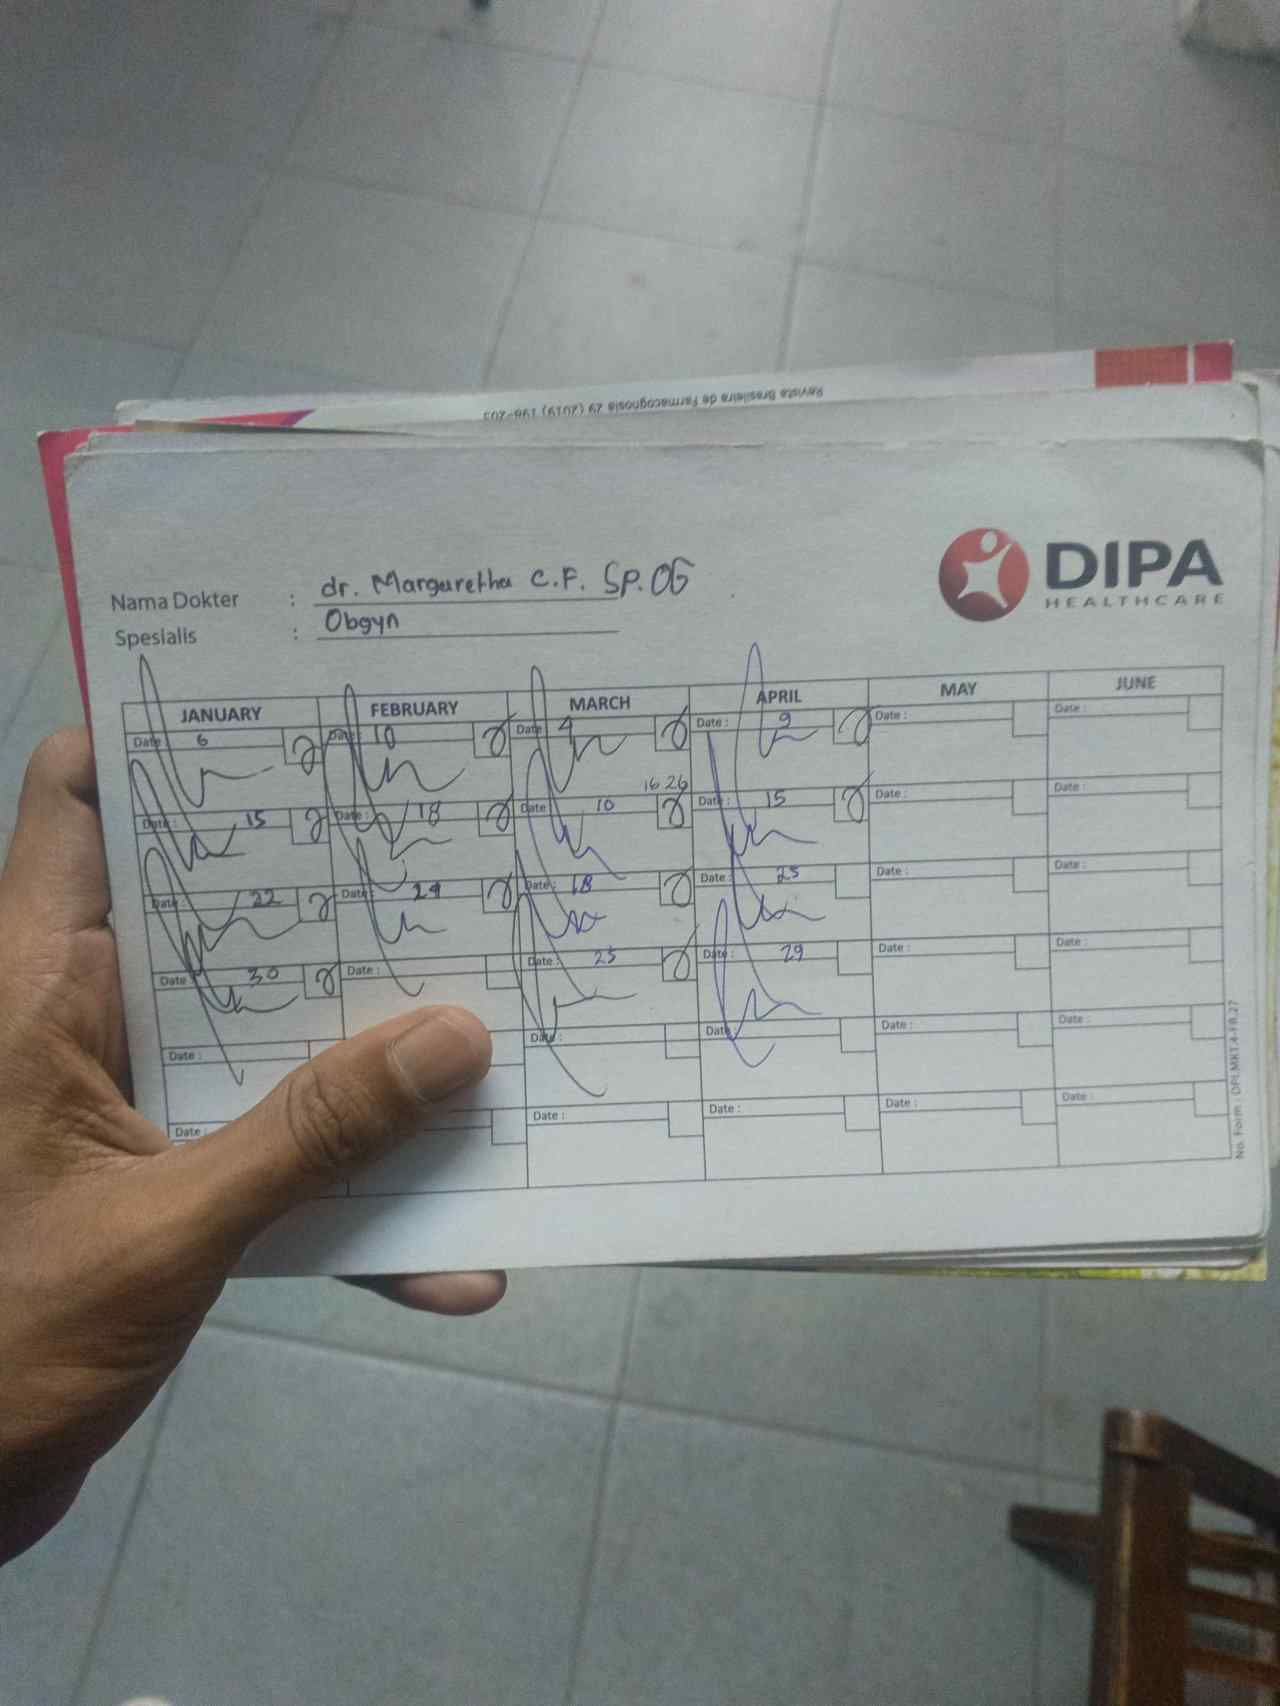 Revista Brasileira de Farmacognosia 29 (2019) 196-203
DIPA
HEALTHCARE
Nama Dokter : dr. Margaretha C.F. SP.OG
Spesialis : Obgyn
JANUARY FEBRUARY MARCH APRIL MAY JUNE
Date : 6 Date : 10 Date : 4 Date : 9 Date : Date :
16 26
Date : 15 Date : 18 Date : 10 Date : 15 Date : Date :
Date : 22 Date : 24 Date : 18 Date : 25 Date : Date :
Date : 30 Date : Date : 25 Date : 29 Date : Date :
Date : Date : Date : Date : Date :
Date : Date : Date : Date : Date :
No. Form : DPI.MKT.4-FR.27